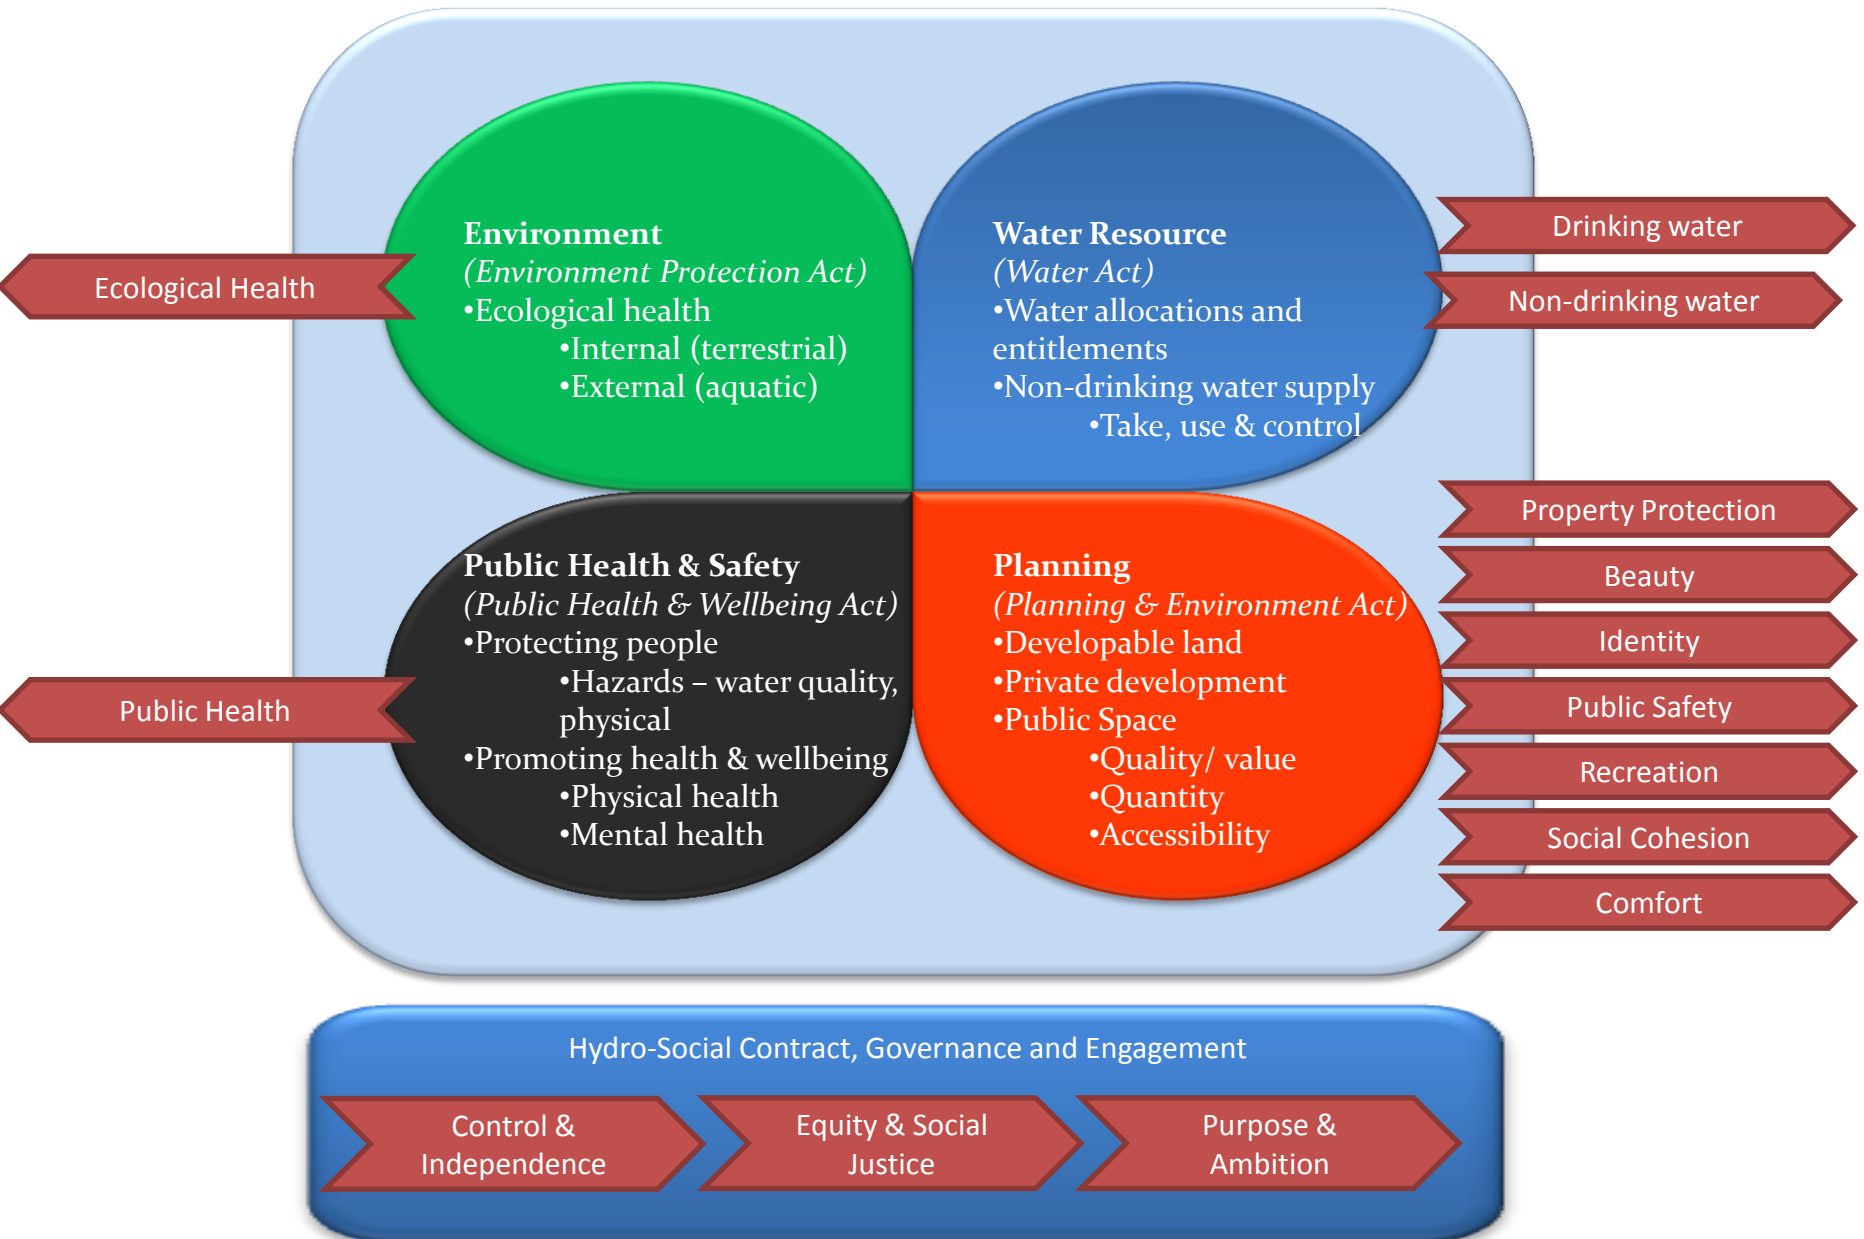 Environment
(Environment Protection Act)
•Ecological health
•Internal (terrestrial)
•External (aquatic)
Water Resource
(Water Act)
•Water allocations and
entitlements
•Non-drinking water supply
•Take, use & control
Ecological Health
Drinking water
Non-drinking water
Public Health & Safety
(Public Health & Wellbeing Act)
•Protecting people
•Hazards – water quality,
physical
•Promoting health & wellbeing
•Physical health
•Mental health
Planning
(Planning & Environment Act)
•Developable land
•Private development
•Public Space
•Quality/ value
•Quantity
•Accessibility
Public Health
Property Protection
Beauty
Identity
Public Safety
Recreation
Social Cohesion
Comfort
Hydro-Social Contract, Governance and Engagement
Control &
Independence
Equity & Social
Justice
Purpose &
Ambition